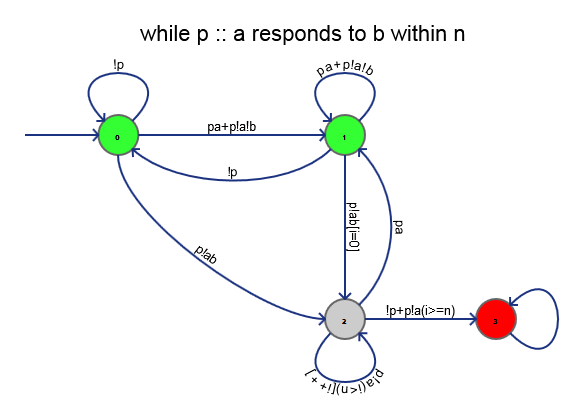 while p :: a responds to b within n
!p
pa+p!a!b
0
pa+p!a!b
1
!p
p!ab
p!ab[i=0]
pa
2
!p+p!a(i>=n)
3
p!a(i<n)[i++]